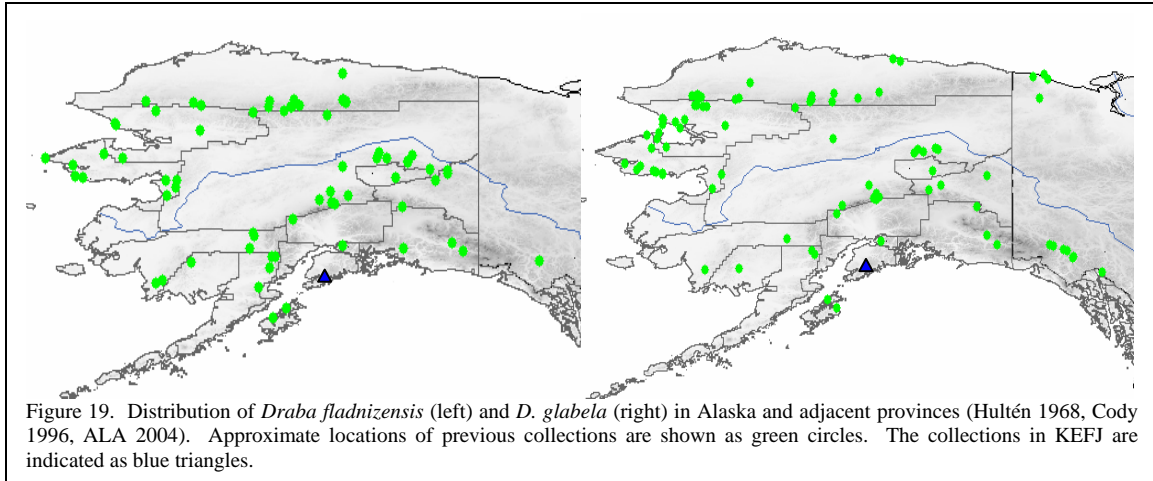 Figure 19. Distribution of Draba fladnizensis (left) and D. glabela (right) in Alaska and adjacent provinces (Hultén 1968, Cody
1996, ALA 2004). Approximate locations of previous collections are shown as green circles. The collections in KEFJ are
indicated as blue triangles.